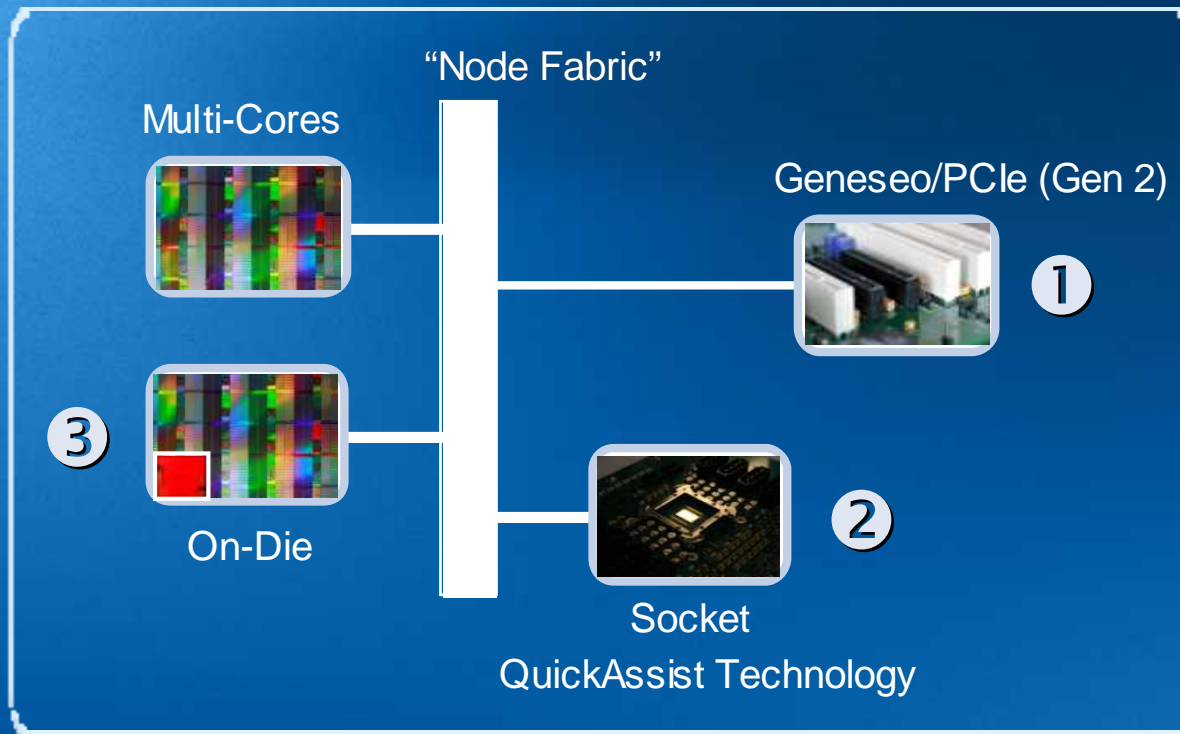 “Node Fabric”
Multi-Cores
Geneseo/PCIe (Gen 2)
1
3
2
On-Die
Socket
QuickAssist Technology